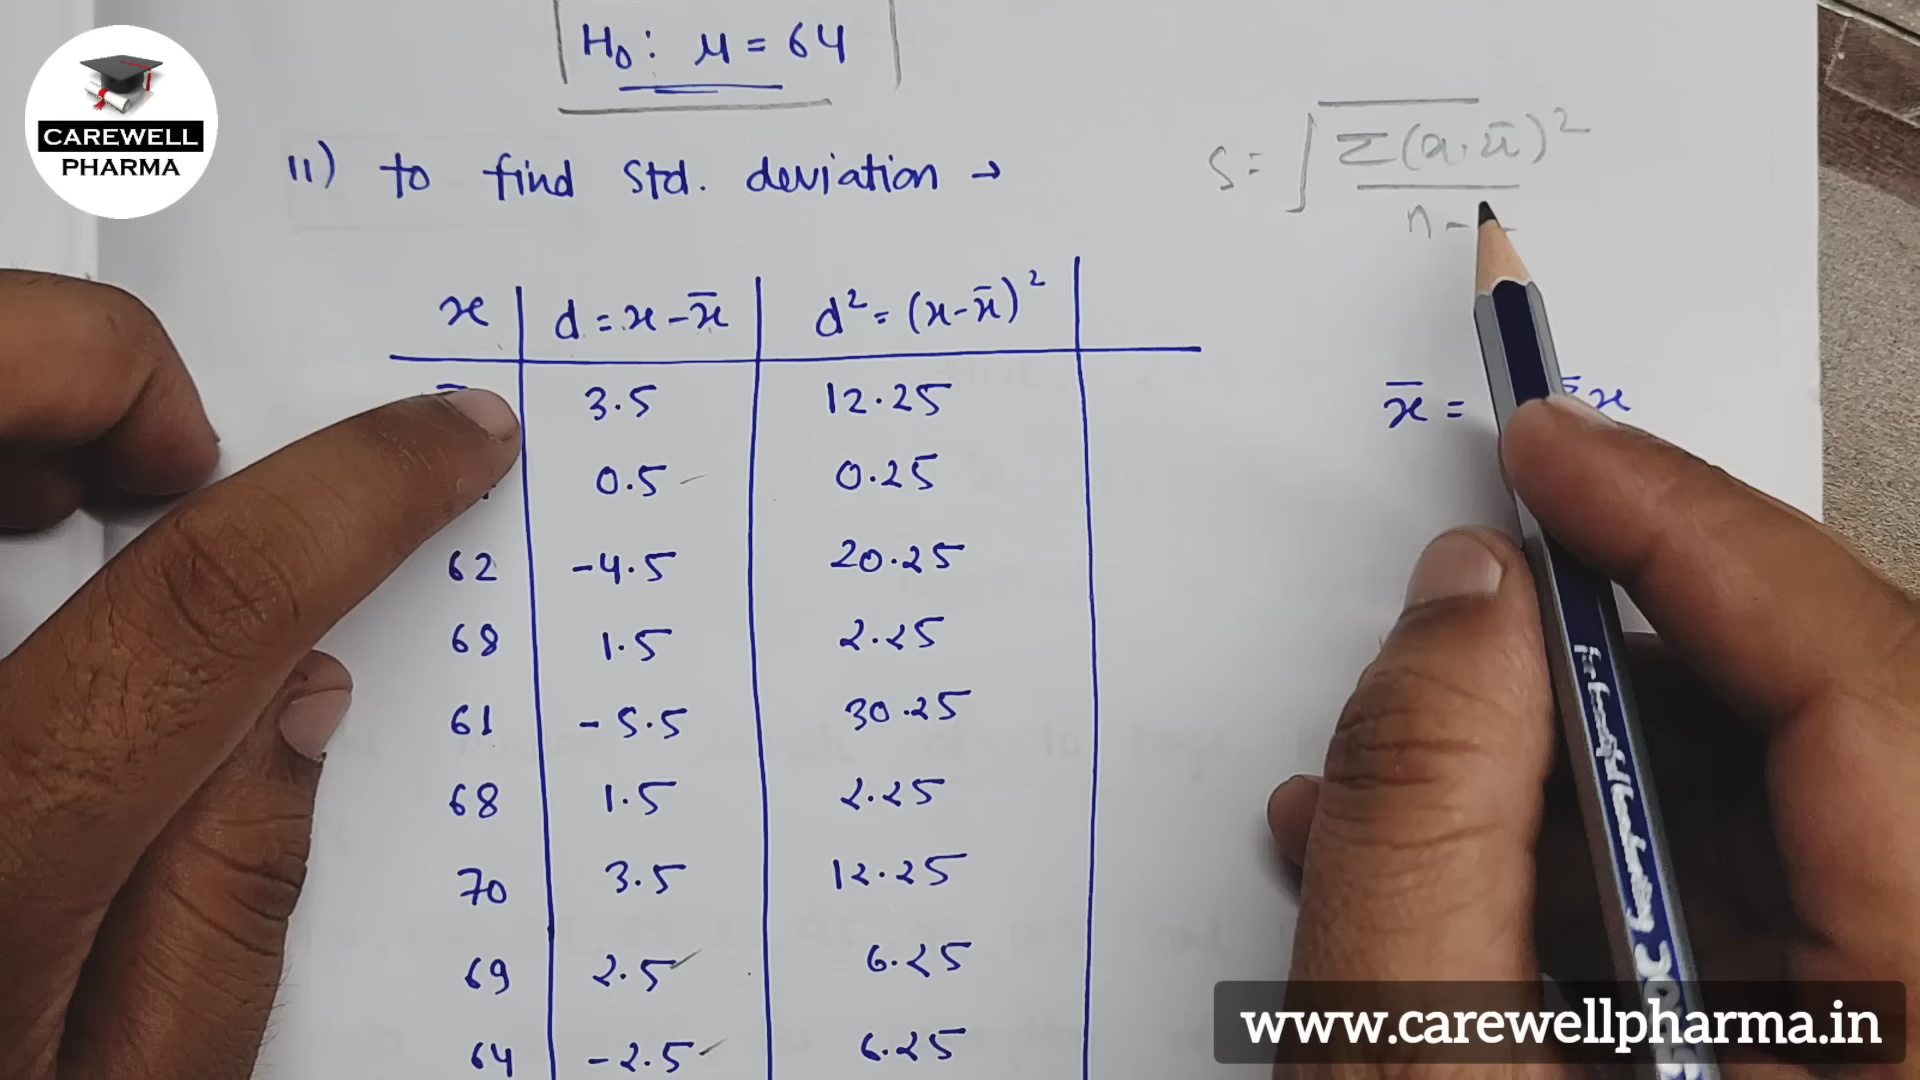 CAREWELL
PHARMA
H₀: μ = 64
11) to find std. deviation →
S = √ Σ(x-x̄)²
n -
x | d = x - x̄ | d² = (x - x̄)²
3.5 | 12.25
x̄ = x
0.5 | 0.25
62 | -4.5 | 20.25
68 | 1.5 | 2.25
61 | -5.5 | 30.25
68 | 1.5 | 2.25
70 | 3.5 | 12.25
69 | 2.5 | 6.25
64 | -2.5 | 6.25
www.carewellpharma.in